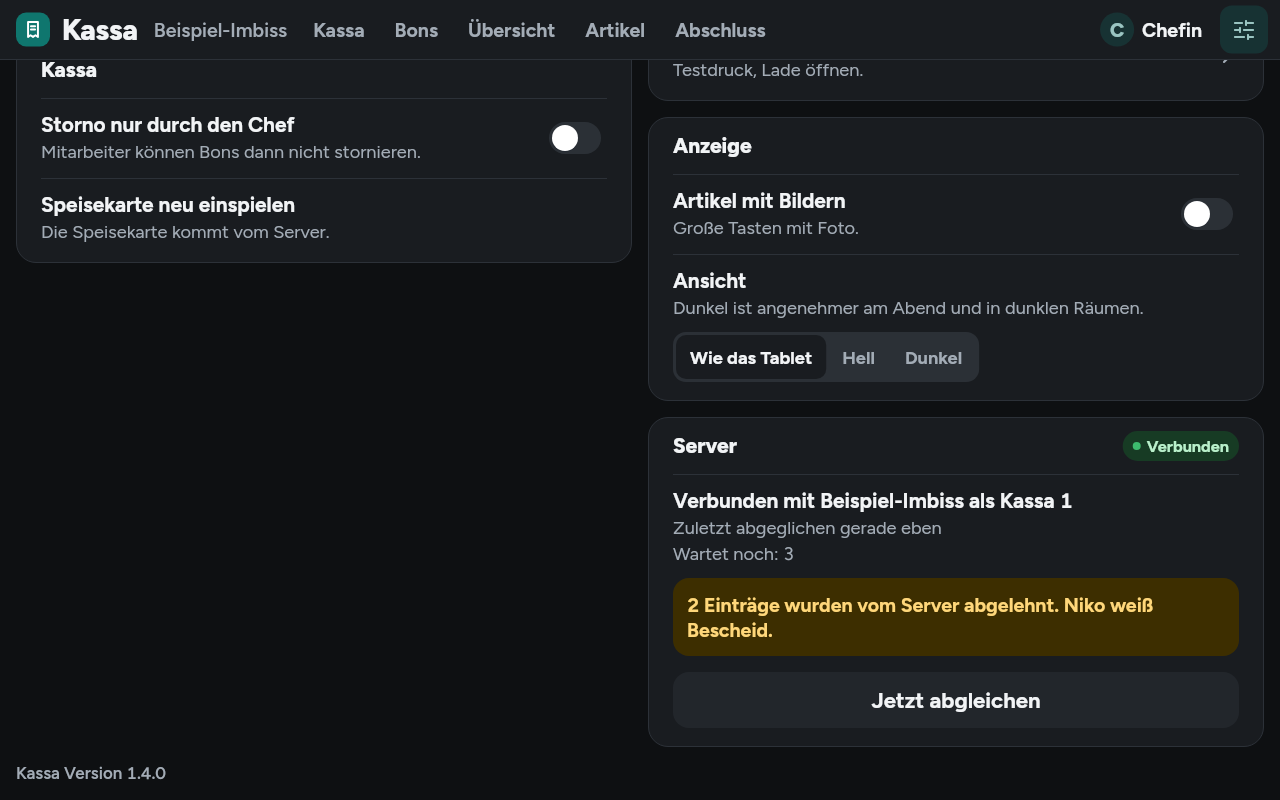 Kassa
Beispiel-Imbiss
Kassa
Bons
Übersicht
Artikel
Abschluss
C
Chefin
Kassa
Storno nur durch den Chef
Mitarbeiter können Bons dann nicht stornieren.
Speisekarte neu einspielen
Die Speisekarte kommt vom Server.
Testdruck, Lade öffnen.
Anzeige
Artikel mit Bildern
Große Tasten mit Foto.
Ansicht
Dunkel ist angenehmer am Abend und in dunklen Räumen.
Wie das Tablet
Hell
Dunkel
Server
Verbunden
Verbunden mit Beispiel-Imbiss als Kassa 1
Zuletzt abgeglichen gerade eben
Wartet noch: 3
2 Einträge wurden vom Server abgelehnt. Niko weiß
Bescheid.
Jetzt abgleichen
Kassa Version 1.4.0